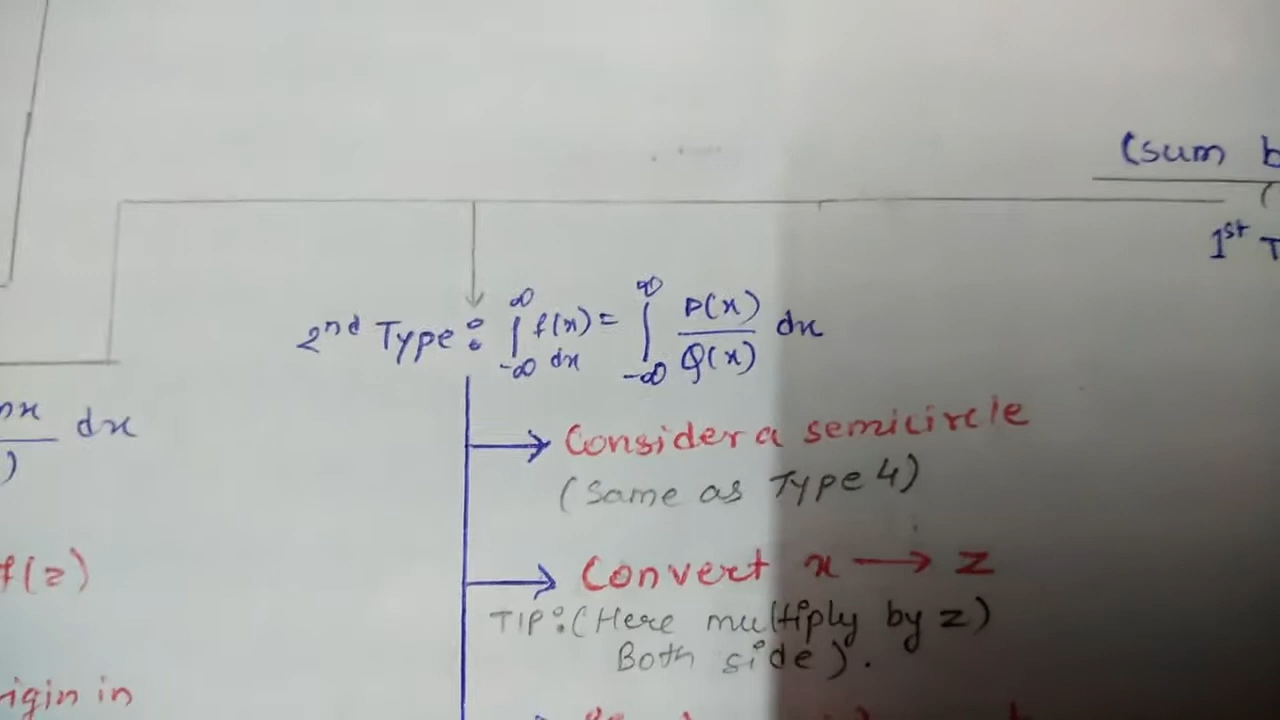 (sum b
1st T
2nd Type: ∫_{-∞}^{∞} f(x) dx = ∫_{-∞}^{∞} P(x)/Q(x) dx
nx dx
)
Consider a semicircle
(Same as Type 4)
f(z)
Convert x → z
TIP:(Here multiply by z)
Both side).
igin in